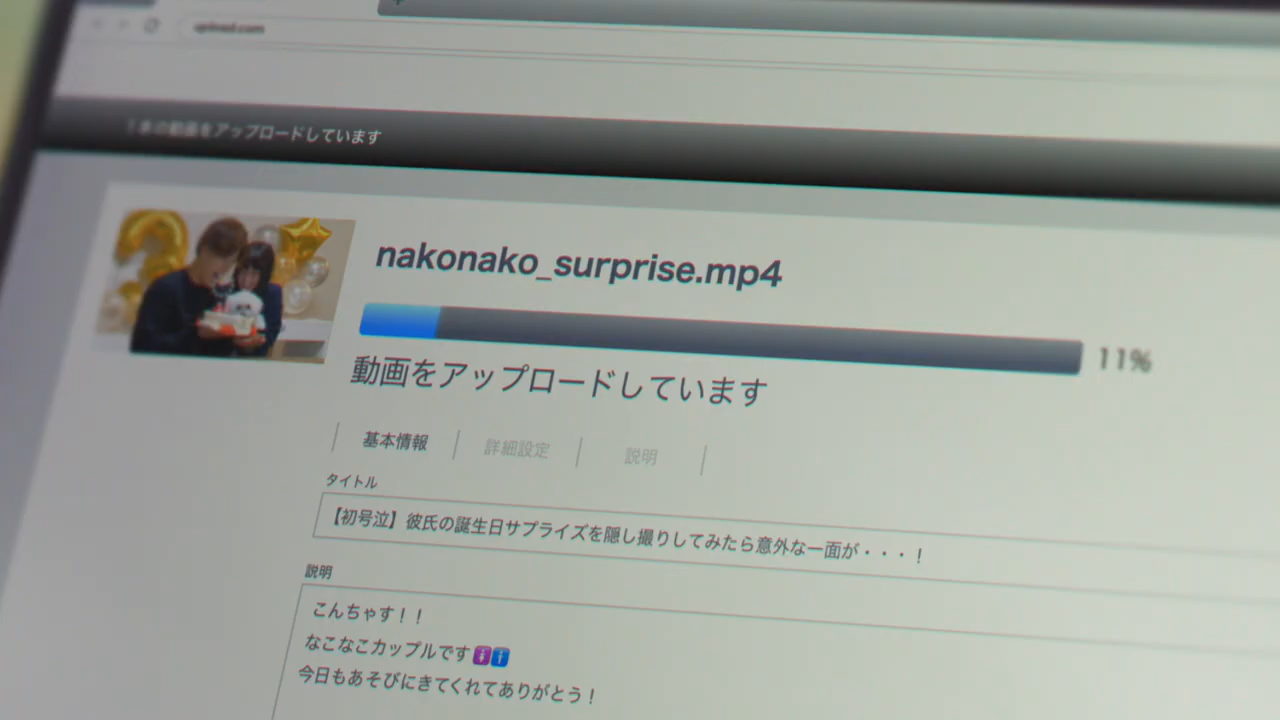 upload.com
1本の動画をアップロードしています
nakonako_surprise.mp4
11%
動画をアップロードしています
基本情報 詳細設定 説明
タイトル
【初号泣】彼氏の誕生日サプライズを隠し撮りしてみたら意外な一面が・・・！
説明
こんちゃす！！
なこなこカップルです🚺🚹
今日もあそびにきてくれてありがとう！